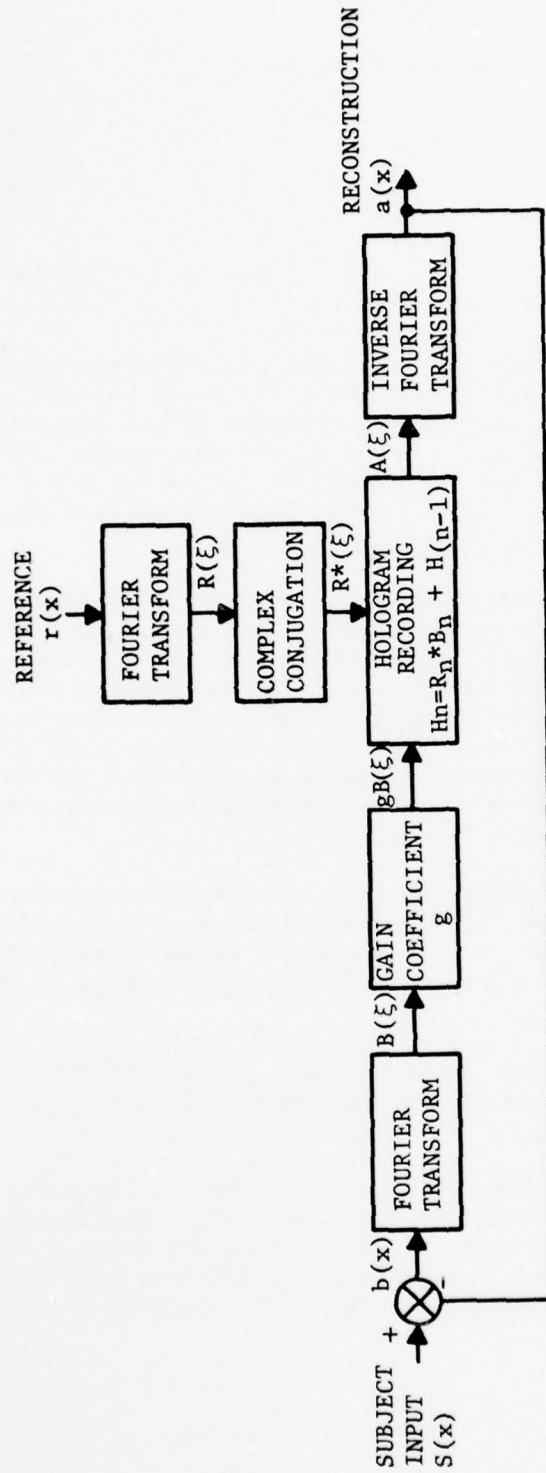 REFERENCE
r(x)
FOURIER
TRANSFORM
R(ξ)
COMPLEX
CONJUGATION
R*(ξ)
SUBJECT
INPUT
S(x)
+
-
b(x)
FOURIER
TRANSFORM
B(ξ)
GAIN
COEFFICIENT
g
gB(ξ)
HOLOGRAM
RECORDING
Hn=Rn*Bn + H(n-1)
A(ξ)
INVERSE
FOURIER
TRANSFORM
RECONSTRUCTION
a(x)